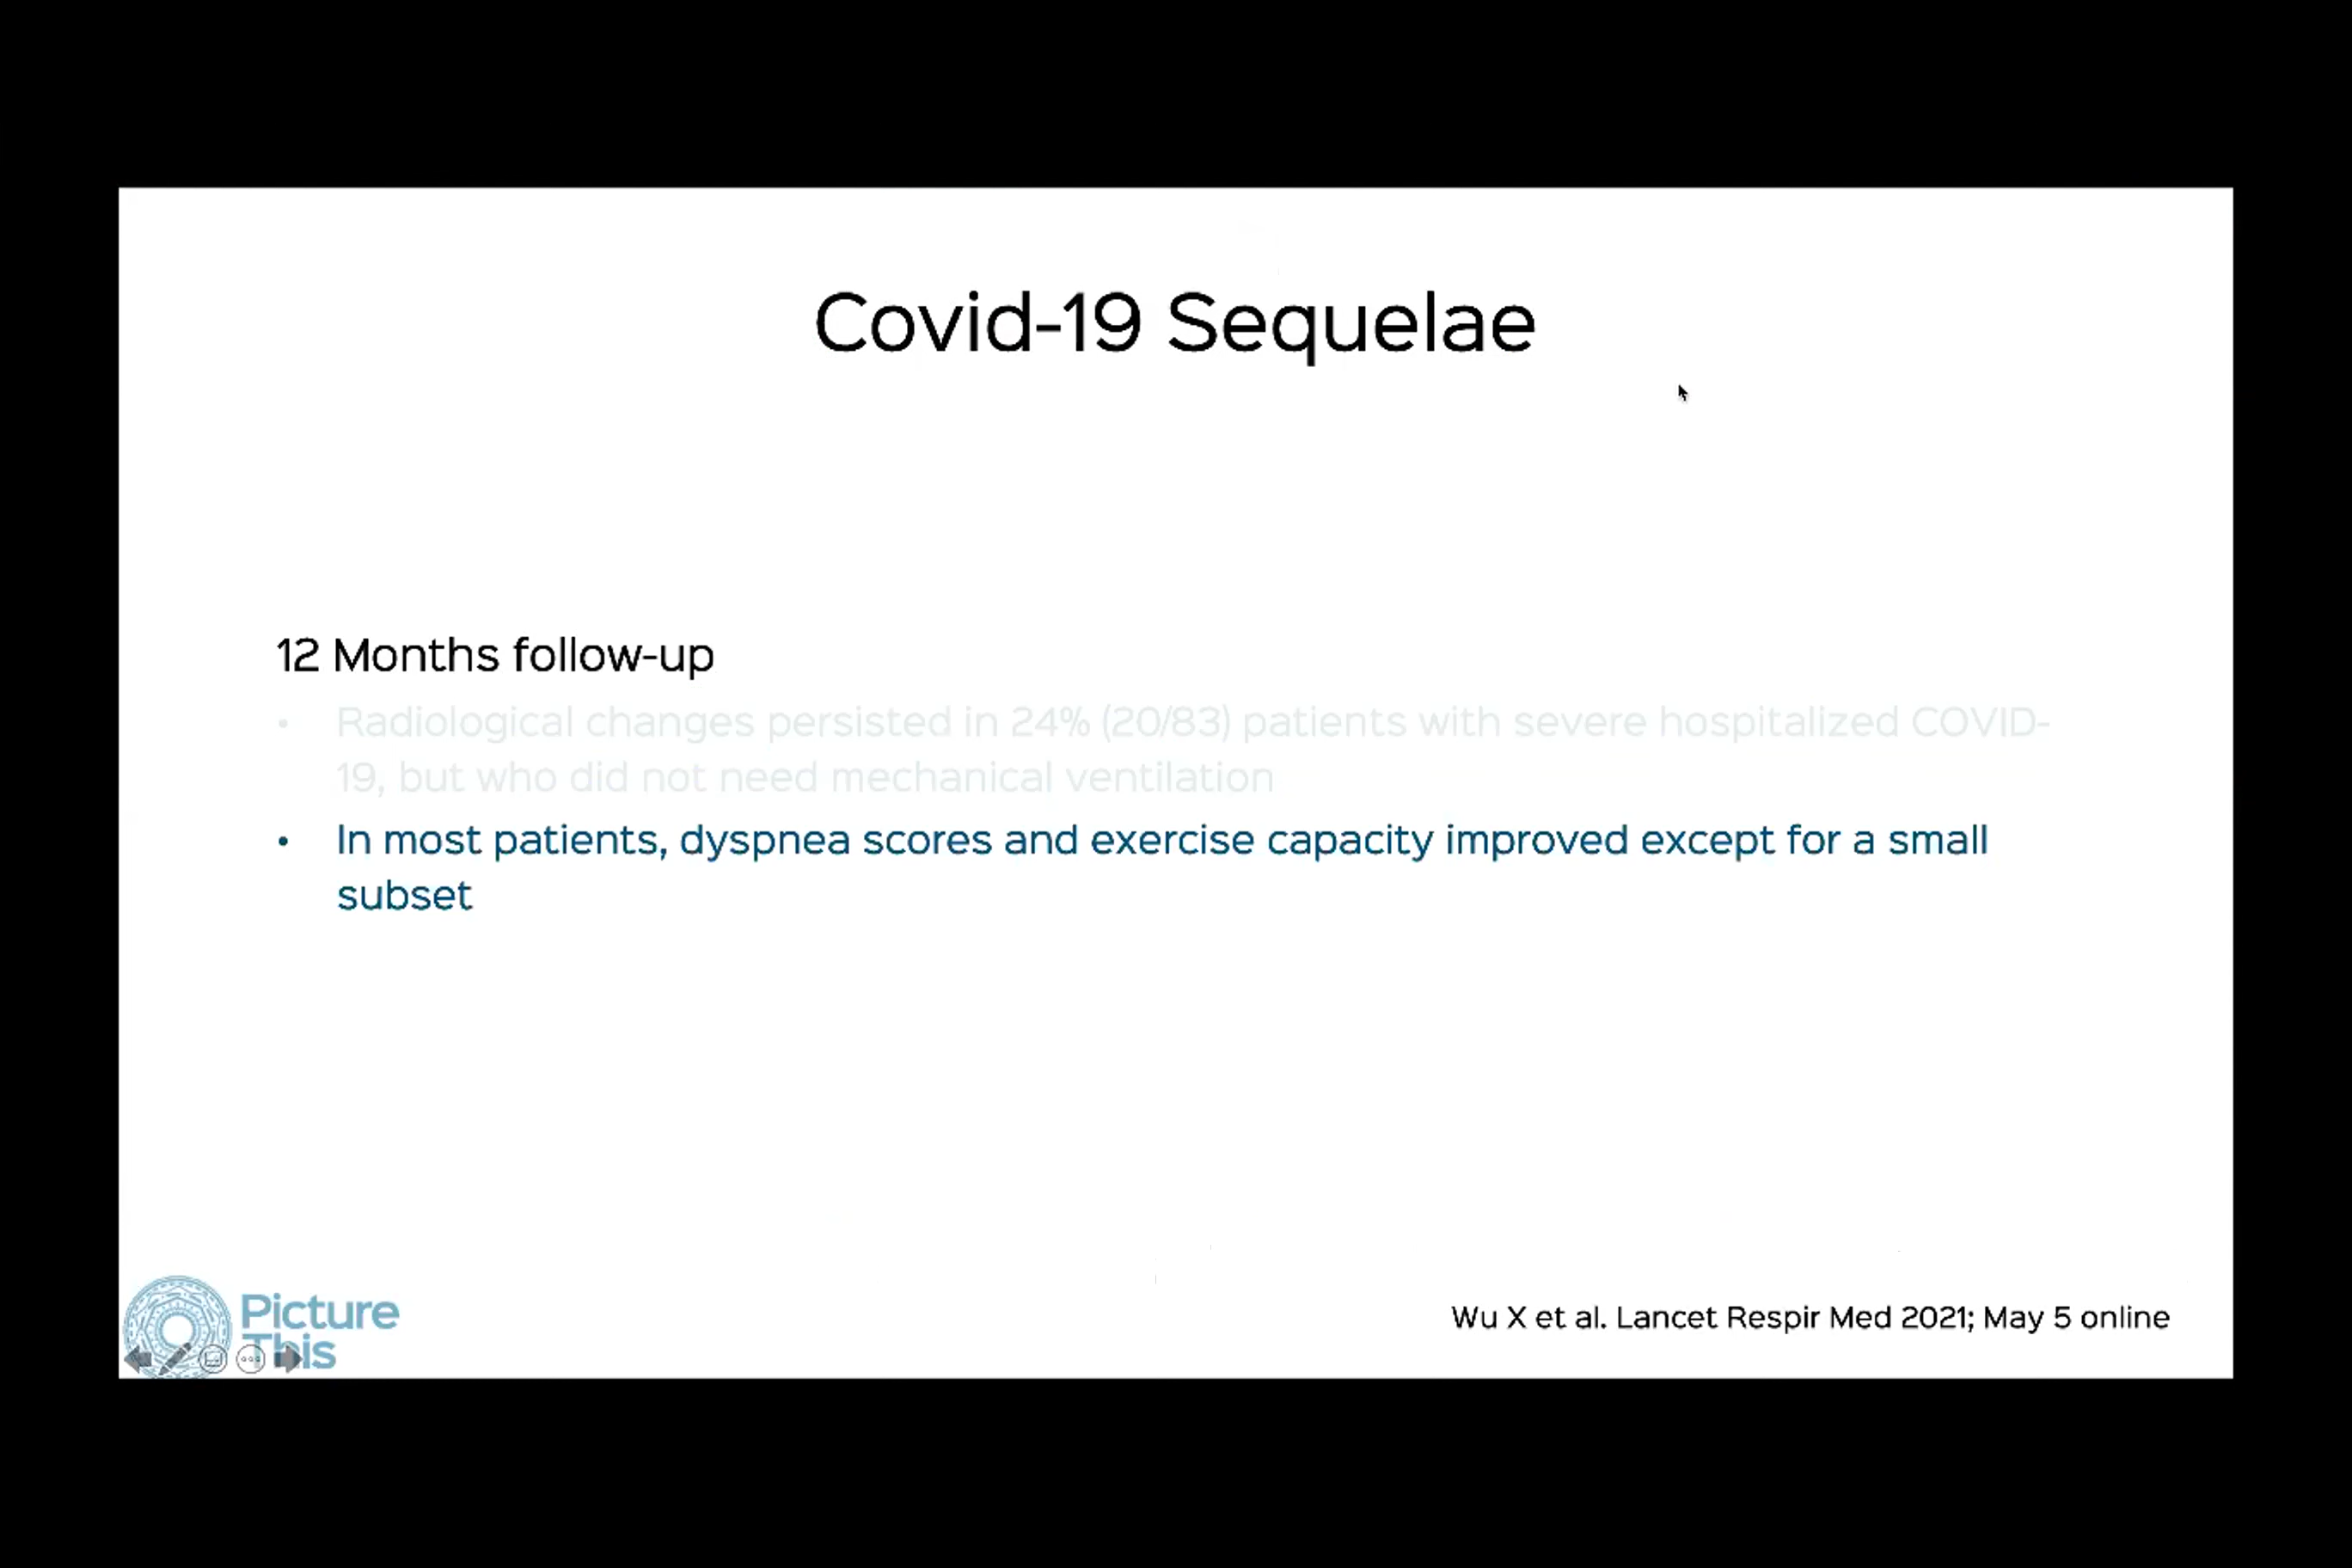 Covid-19 Sequelae
12 Months follow-up
• Radiological changes persisted in 24% (20/83) patients with severe hospitalized COVID-
19, but who did not need mechanical ventilation
• In most patients, dyspnea scores and exercise capacity improved except for a small
subset
Picture
This
Wu X et al. Lancet Respir Med 2021; May 5 online